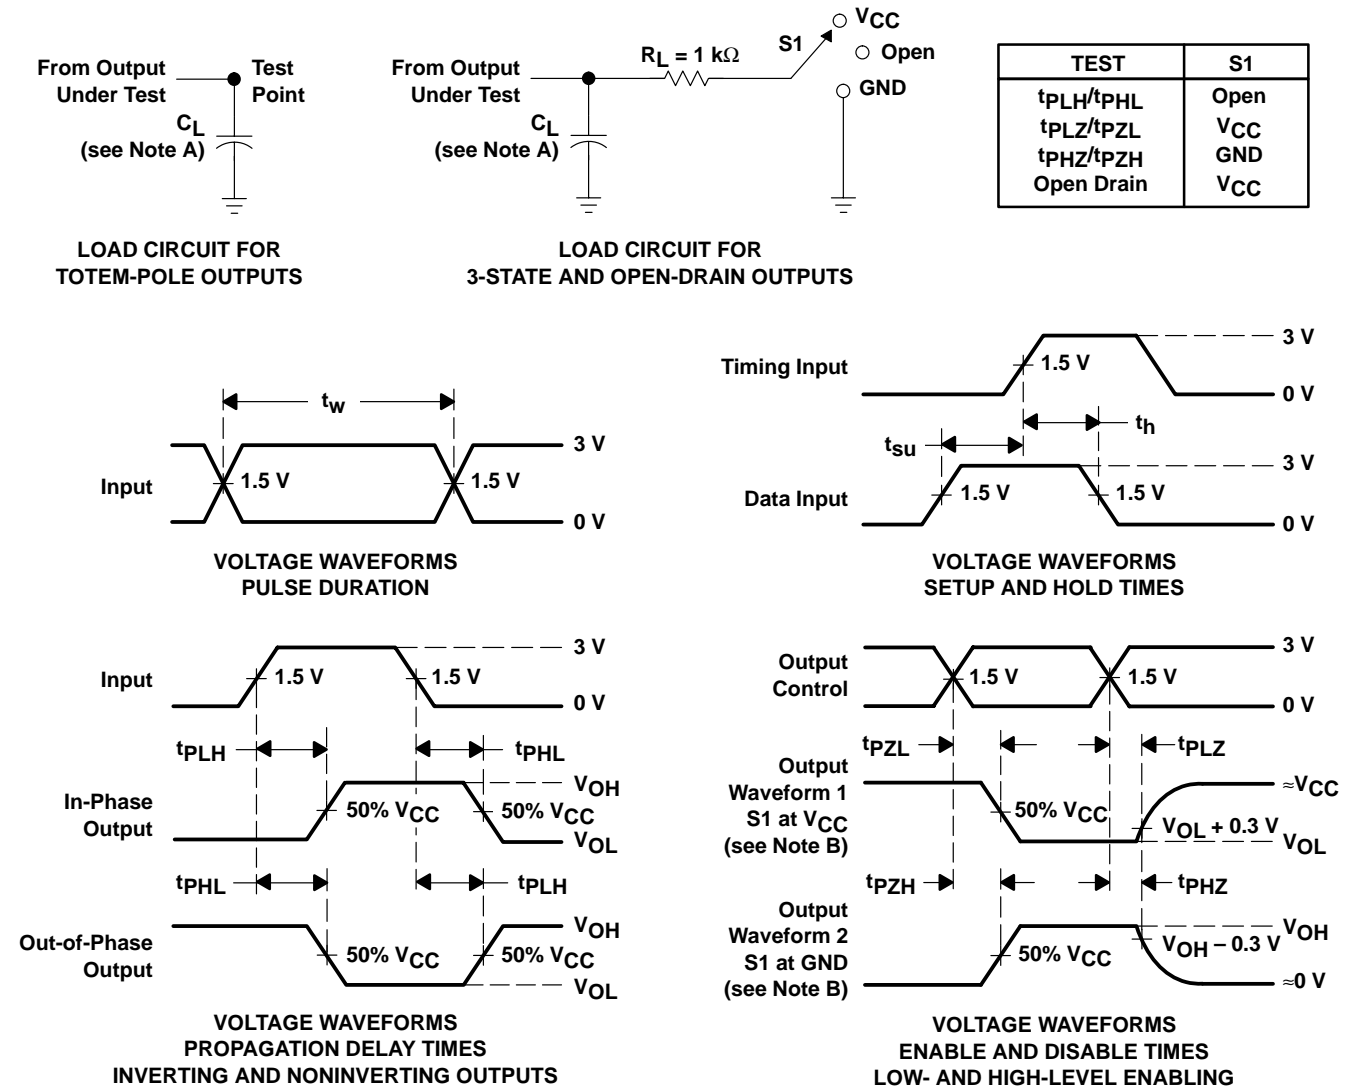 From Output
Under Test
Test
Point
CL
(see Note A)
LOAD CIRCUIT FOR
TOTEM-POLE OUTPUTS
From Output
Under Test
RL = 1 kΩ
S1
VCC
Open
GND
CL
(see Note A)
LOAD CIRCUIT FOR
3-STATE AND OPEN-DRAIN OUTPUTS
TEST S1
tPLH/tPHL Open
tPLZ/tPZL VCC
tPHZ/tPZH GND
Open Drain VCC
tw
Input
1.5 V 1.5 V
3 V
0 V
VOLTAGE WAVEFORMS
PULSE DURATION
Timing Input
1.5 V
3 V
0 V
th
tsu
Data Input
1.5 V 1.5 V
3 V
0 V
VOLTAGE WAVEFORMS
SETUP AND HOLD TIMES
Input
1.5 V 1.5 V
3 V
0 V
tPLH tPHL
In-Phase
Output
50% VCC 50% VCC
VOH
VOL
tPHL tPLH
Out-of-Phase
Output
50% VCC 50% VCC
VOH
VOL
VOLTAGE WAVEFORMS
PROPAGATION DELAY TIMES
INVERTING AND NONINVERTING OUTPUTS
Output
Control
1.5 V 1.5 V
3 V
0 V
tPZL tPLZ
Output
Waveform 1
S1 at VCC
(see Note B)
50% VCC
VOL + 0.3 V
≈VCC
VOL
tPZH tPHZ
Output
Waveform 2
S1 at GND
(see Note B)
50% VCC
VOH − 0.3 V
VOH
≈0 V
VOLTAGE WAVEFORMS
ENABLE AND DISABLE TIMES
LOW- AND HIGH-LEVEL ENABLING